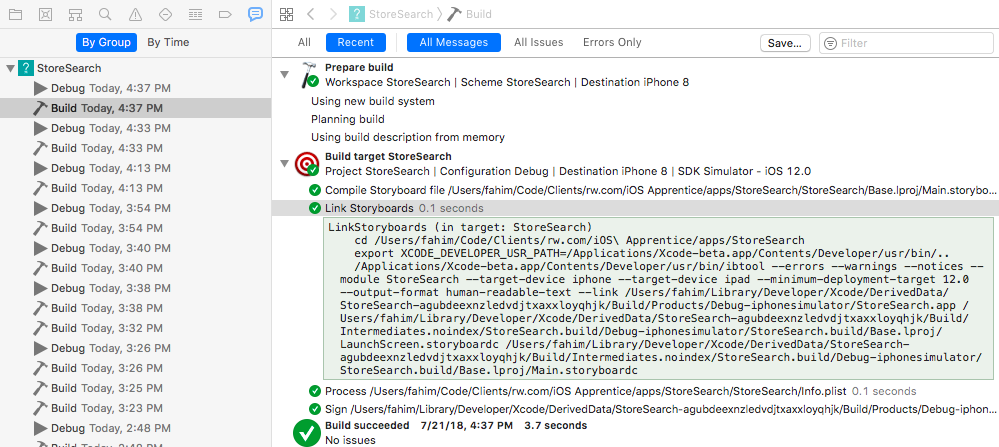 StoreSearch Build
By Group By Time
All Recent All Messages All Issues Errors Only Save... Filter
StoreSearch
Debug Today, 4:37 PM
Build Today, 4:37 PM
Debug Today, 4:33 PM
Build Today, 4:33 PM
Debug Today, 4:13 PM
Build Today, 4:13 PM
Debug Today, 3:54 PM
Build Today, 3:54 PM
Debug Today, 3:40 PM
Build Today, 3:40 PM
Debug Today, 3:38 PM
Build Today, 3:38 PM
Build Today, 3:32 PM
Debug Today, 3:26 PM
Build Today, 3:26 PM
Build Today, 3:25 PM
Build Today, 3:23 PM
Debug Today, 2:48 PM
Build Today, 2:48 PM
Prepare build
Workspace StoreSearch | Scheme StoreSearch | Destination iPhone 8
Using new build system
Planning build
Using build description from memory
Build target StoreSearch
Project StoreSearch | Configuration Debug | Destination iPhone 8 | SDK Simulator - iOS 12.0
Compile Storyboard file /Users/fahim/Code/Clients/rw.com/iOS Apprentice/apps/StoreSearch/StoreSearch/Base.lproj/Main.storybo...
Link Storyboards 0.1 seconds
LinkStoryboards (in target: StoreSearch)
cd /Users/fahim/Code/Clients/rw.com/iOS\ Apprentice/apps/StoreSearch
export XCODE_DEVELOPER_USR_PATH=/Applications/Xcode-beta.app/Contents/Developer/usr/bin/..
/Applications/Xcode-beta.app/Contents/Developer/usr/bin/ibtool --errors --warnings --notices --
module StoreSearch --target-device iphone --target-device ipad --minimum-deployment-target 12.0
--output-format human-readable-text --link /Users/fahim/Library/Developer/Xcode/DerivedData/
StoreSearch-agubdeexnzledvdjtxaxxloyqhjk/Build/Products/Debug-iphonesimulator/StoreSearch.app /
Users/fahim/Library/Developer/Xcode/DerivedData/StoreSearch-agubdeexnzledvdjtxaxxloyqhjk/Build/
Intermediates.noindex/StoreSearch.build/Debug-iphonesimulator/StoreSearch.build/Base.lproj/
LaunchScreen.storyboardc /Users/fahim/Library/Developer/Xcode/DerivedData/StoreSearch-
agubdeexnzledvdjtxaxxloyqhjk/Build/Intermediates.noindex/StoreSearch.build/Debug-iphonesimulator/
StoreSearch.build/Base.lproj/Main.storyboardc
Process /Users/fahim/Code/Clients/rw.com/iOS Apprentice/apps/StoreSearch/StoreSearch/Info.plist 0.1 seconds
Sign /Users/fahim/Library/Developer/Xcode/DerivedData/StoreSearch-agubdeexnzledvdjtxaxxloyqhjk/Build/Products/Debug-iphon...
Build succeeded 7/21/18, 4:37 PM 3.7 seconds
No issues